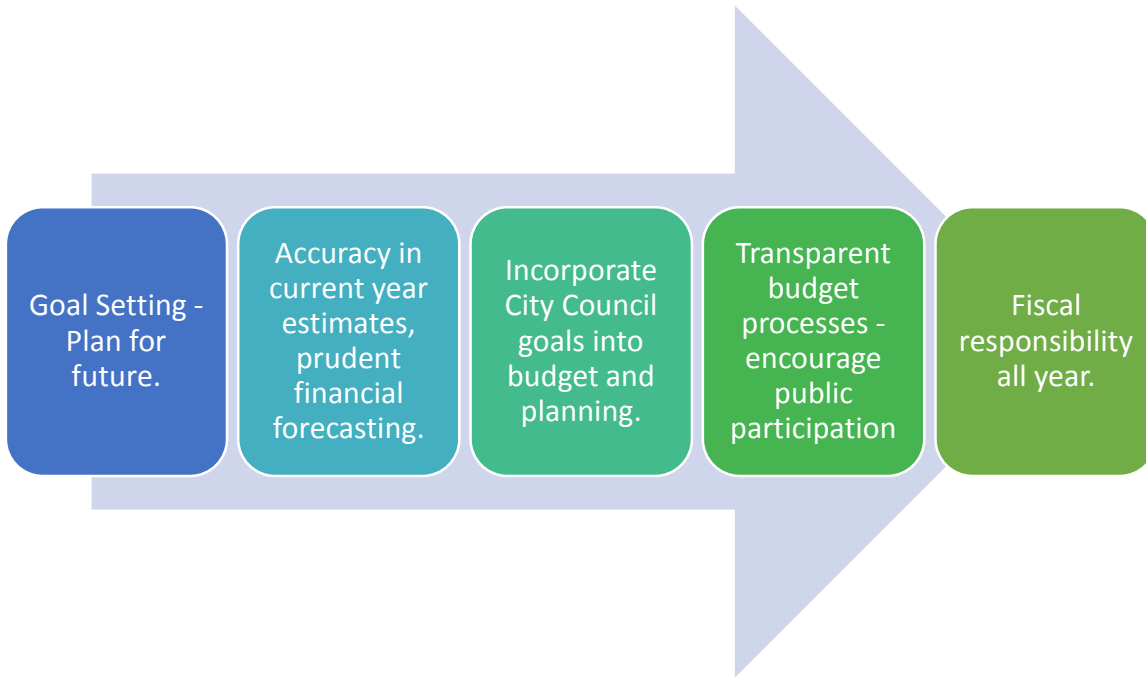 Goal Setting -
Plan for
future.
Accuracy in
current year
estimates,
prudent
financial
forecasting.
Incorporate
City Council
goals into
budget and
planning.
Transparent
budget
processes -
encourage
public
participation
Fiscal
responsibility
all year.